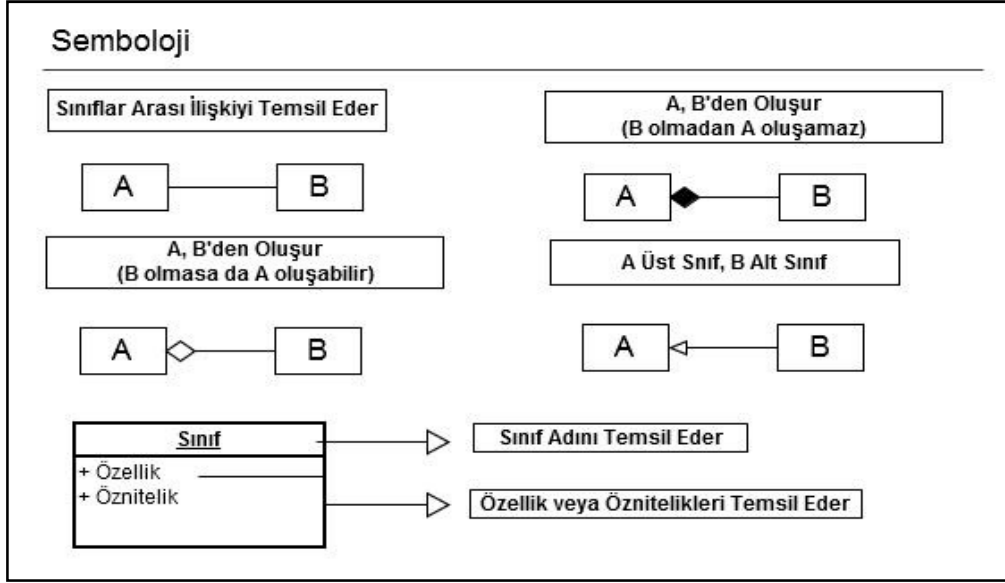 Semboloji
Sınıflar Arası İlişkiyi Temsil Eder
A B
A, B'den Oluşur
(B olmadan A oluşamaz)
A B
A, B'den Oluşur
(B olmasa da A oluşabilir)
A B
A Üst Snıf, B Alt Sınıf
A B
Sınıf
+ Özellik
+ Öznitelik
Sınıf Adını Temsil Eder
Özellik veya Öznitelikleri Temsil Eder